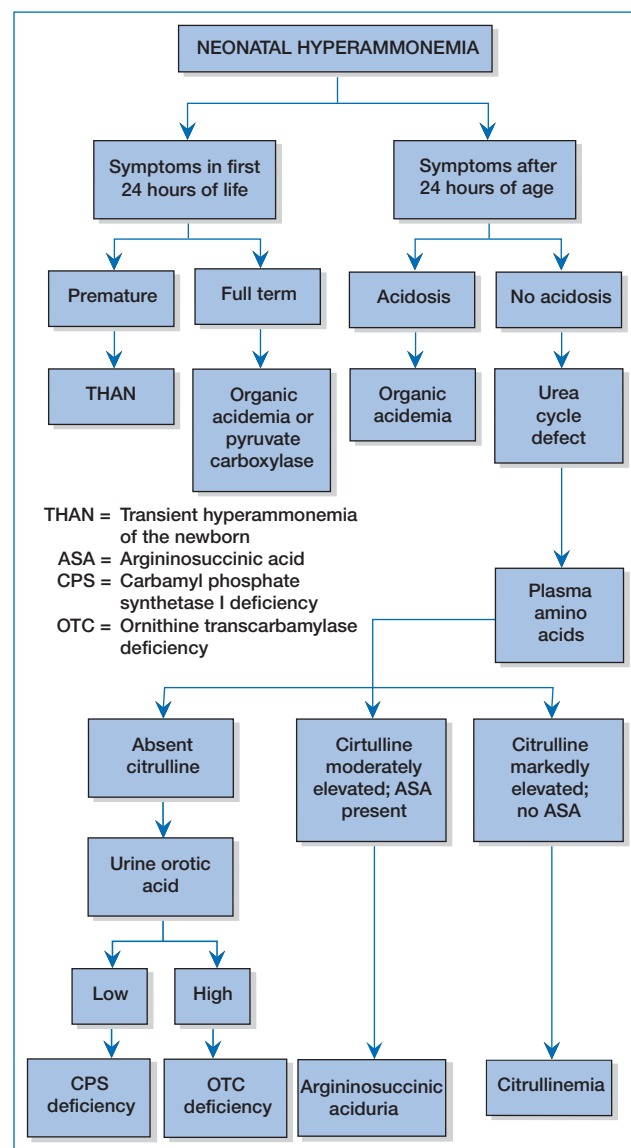 NEONATAL HYPERAMMONEMIA
Symptoms in first
24 hours of life
Symptoms after
24 hours of age
Premature
Full term
Acidosis
No acidosis
THAN
Organic
acidemia or
pyruvate
carboxylase
Organic
acidemia
Urea
cycle
defect
THAN = Transient hyperammonemia
of the newborn
ASA = Argininosuccinic acid
CPS = Carbamyl phosphate
synthetase I deficiency
OTC = Ornithine transcarbamylase
deficiency
Plasma
amino
acids
Absent
citrulline
Cirtulline
moderately
elevated; ASA
present
Citrulline
markedly
elevated;
no ASA
Urine orotic
acid
Low
High
CPS
deficiency
OTC
deficiency
Argininosuccinic
aciduria
Citrullinemia